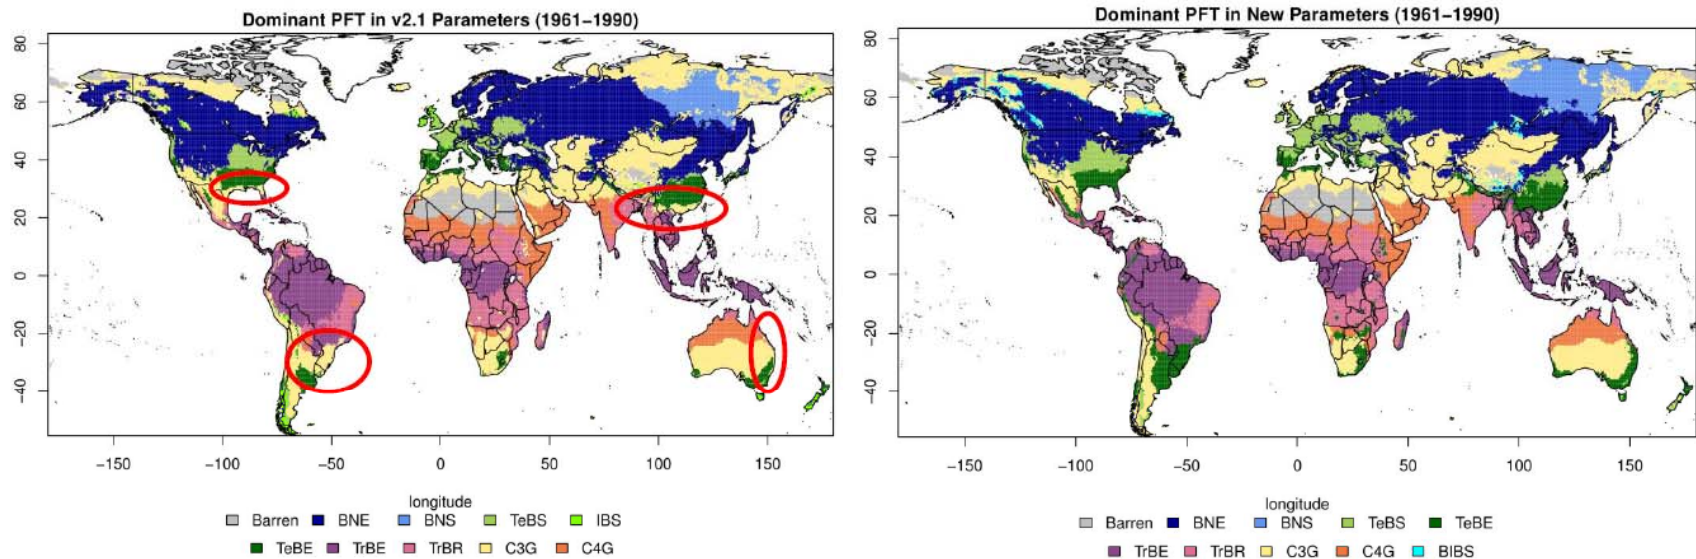 Dominant PFT in v2.1 Parameters (1961−1990)
80
60
40
20
0
−20
−40
−150 −100 −50 0 50 100 150
longitude
Barren BNE BNS TeBS IBS
TeBE TrBE TrBR C3G C4G
Dominant PFT in New Parameters (1961−1990)
80
60
40
20
0
−20
−40
−150 −100 −50 0 50 100 150
longitude
Barren BNE BNS TeBS TeBE
TrBE TrBR C3G C4G BIBS